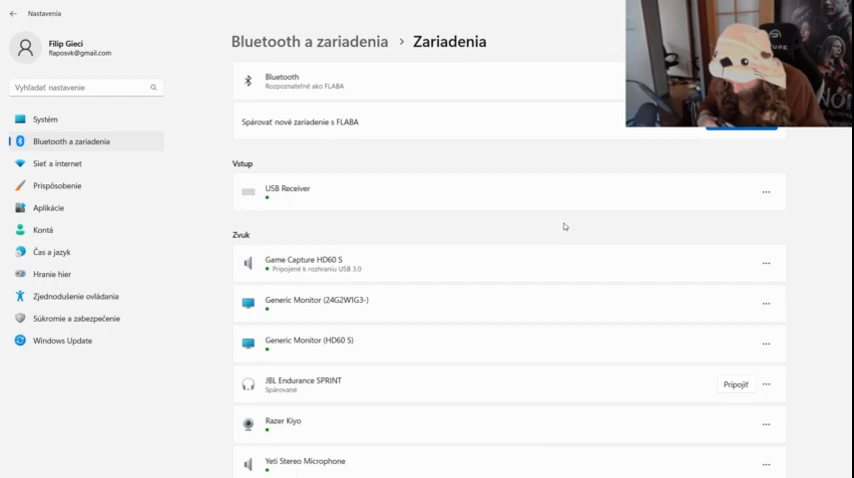 Nastavenia
Filip Gieci
flaposvk@gmail.com
Vyhľadať nastavenie
Systém
Bluetooth a zariadenia
Sieť a internet
Prispôsobenie
Aplikácie
Kontá
Čas a jazyk
Hranie hier
Zjednodušenie ovládania
Súkromie a zabezpečenie
Windows Update
Bluetooth a zariadenia › Zariadenia
Bluetooth
Rozpoznateľné ako FLABA
Spárovať nové zariadenie s FLABA
Vstup
USB Receiver
Zvuk
Game Capture HD60 S
Pripojené k rozhraniu USB 3.0
Generic Monitor (24G2W1G3-)
Generic Monitor (HD60 S)
JBL Endurance SPRINT
Spárované
Pripojiť
Razer Kiyo
Yeti Stereo Microphone